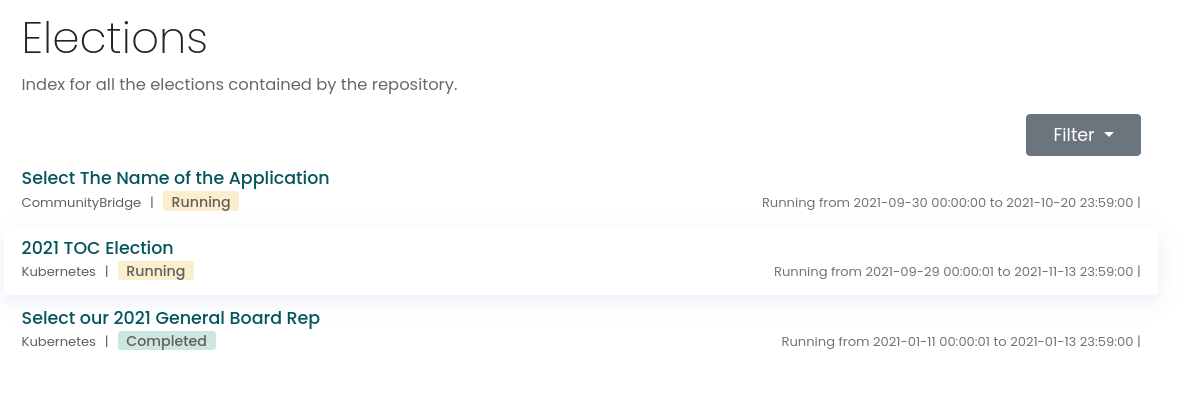 Elections
Index for all the elections contained by the repository.
Filter
Select The Name of the Application
CommunityBridge | Running Running from 2021-09-30 00:00:00 to 2021-10-20 23:59:00 |
2021 TOC Election
Kubernetes | Running Running from 2021-09-29 00:00:01 to 2021-11-13 23:59:00 |
Select our 2021 General Board Rep
Kubernetes | Completed Running from 2021-01-11 00:00:01 to 2021-01-13 23:59:00 |